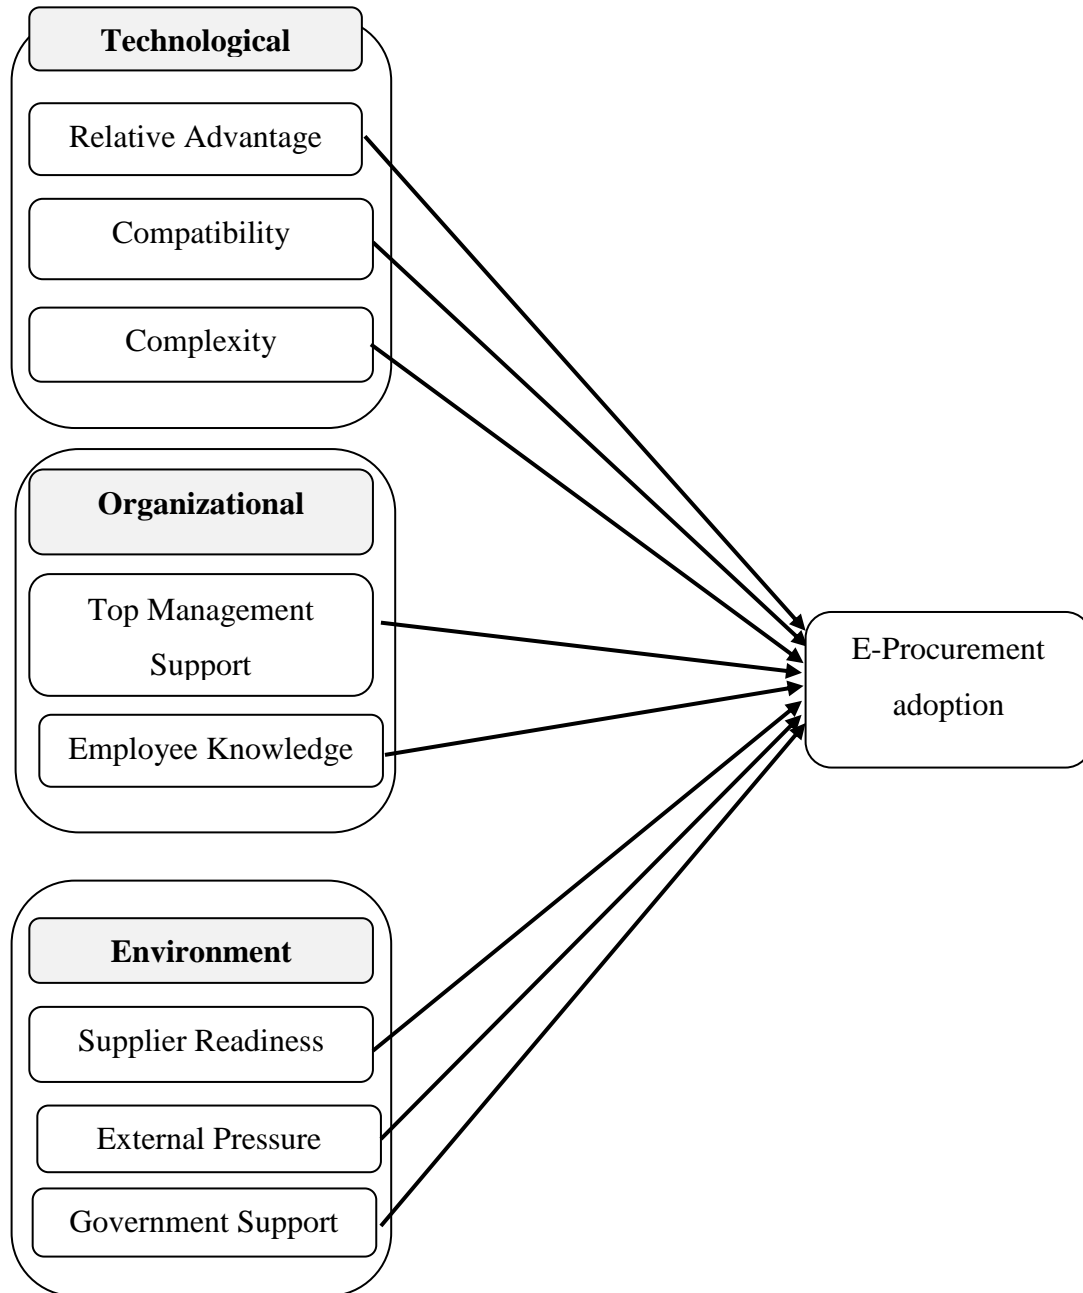 Technological
Relative Advantage
Compatibility
Complexity
Organizational
Top Management
Support
Employee Knowledge
Environment
Supplier Readiness
External Pressure
Government Support
E-Procurement
adoption